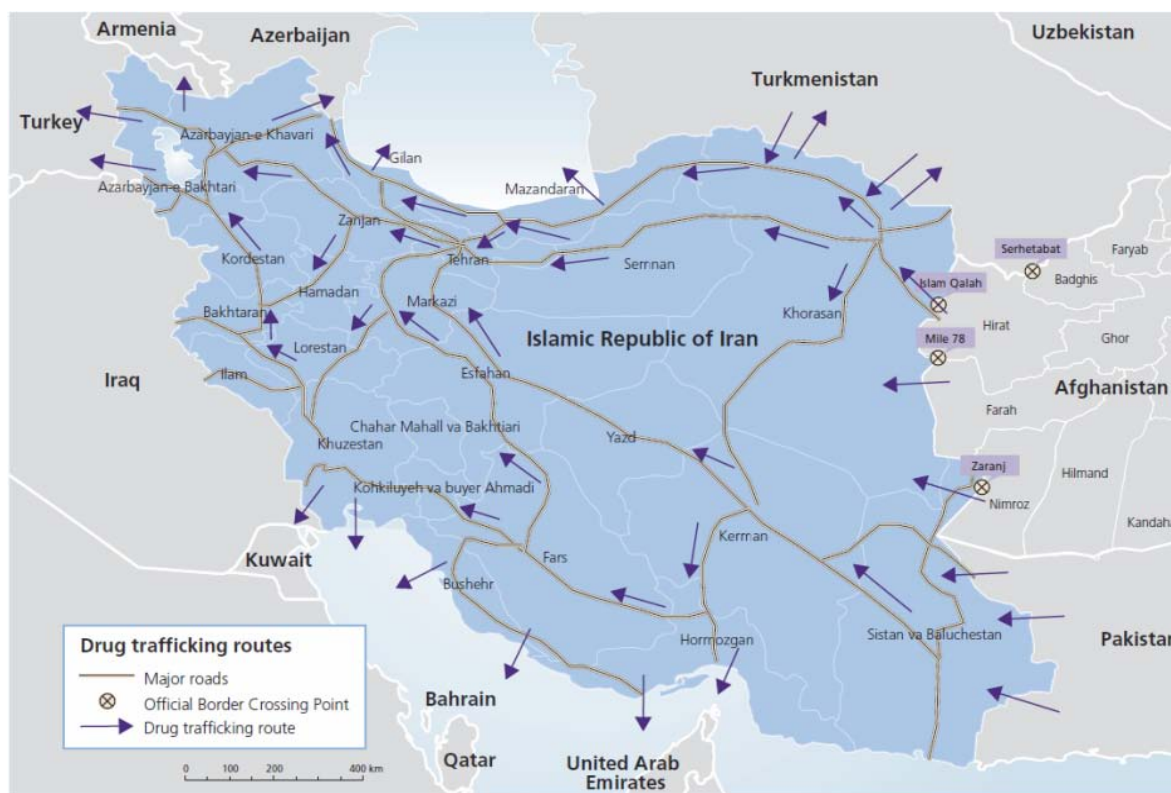 Armenia
Azerbaijan
Uzbekistan
Turkmenistan
Turkey
Azarbayjan-e Khavari
Gilan
Azarbayjan-e Bakhtari
Mazandaran
Zanjan
Serhetabat
Faryab
Kordestan
Tehran
Semnan
Badghis
Islam Qalah
Hamadan
Markazi
Khorasan
Bakhtaran
Hirat
Islamic Republic of Iran
Mile 78
Ghor
Lorestan
Iraq
Ilam
Esfahan
Afghanistan
Farah
Chahar Mahall va Bakhtiari
Yazd
Khuzestan
Zaranj
Hilmand
Kohkiluyeh va buyer Ahmadi
Nimroz
Kandaha
Kerman
Kuwait
Fars
Bushehr
Hormozgan
Sistan va Baluchestan
Pakistan
Drug trafficking routes
Major roads
Official Border Crossing Point
Drug trafficking route
Bahrain
Qatar
United Arab
Emirates
0 100 200 400 km